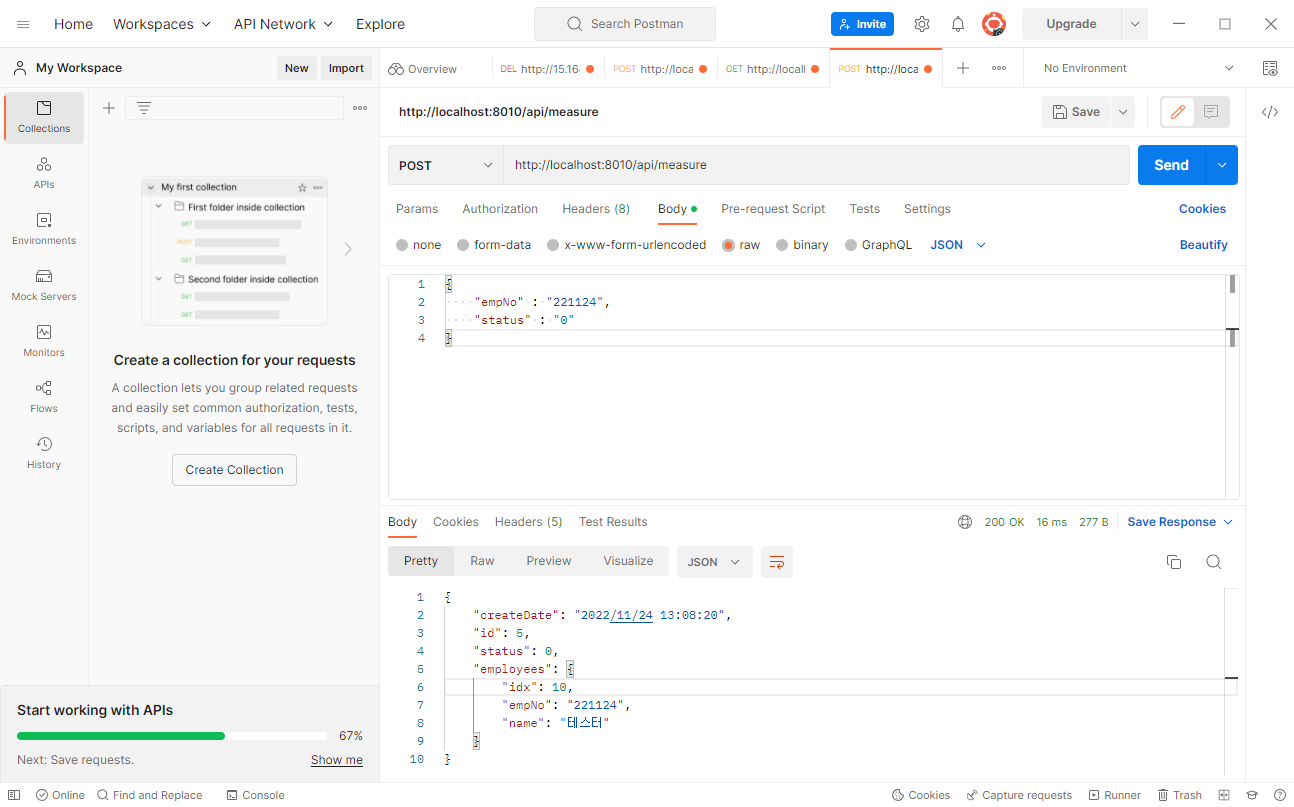 Home Workspaces API Network Explore Search Postman Invite Upgrade
My Workspace New Import Overview DEL http://15.16 POST http://loca GET http://locall POST http://loca No Environment
Collections
APIs
Environments
Mock Servers
Monitors
Flows
History
My first collection
First folder inside collection
GET
POST
GET
Second folder inside collection
GET
GET
Create a collection for your requests
A collection lets you group related requests
and easily set common authorization, tests,
scripts, and variables for all requests in it.
Create Collection
Start working with APIs
67%
Next: Save requests. Show me
http://localhost:8010/api/measure Save
POST http://localhost:8010/api/measure Send
Params Authorization Headers (8) Body Pre-request Script Tests Settings Cookies
none form-data x-www-form-urlencoded raw binary GraphQL JSON Beautify
1 {
2 "empNo" : "221124",
3 "status" : "0"
4 }
Body Cookies Headers (5) Test Results 200 OK 16 ms 277 B Save Response
Pretty Raw Preview Visualize JSON
1 {
2 "createDate": "2022/11/24 13:08:20",
3 "id": 5,
4 "status": 0,
5 "employees": {
6 "idx": 10,
7 "empNo": "221124",
8 "name": "테스터"
9 }
10 }
Online Find and Replace Console Cookies Capture requests Runner Trash